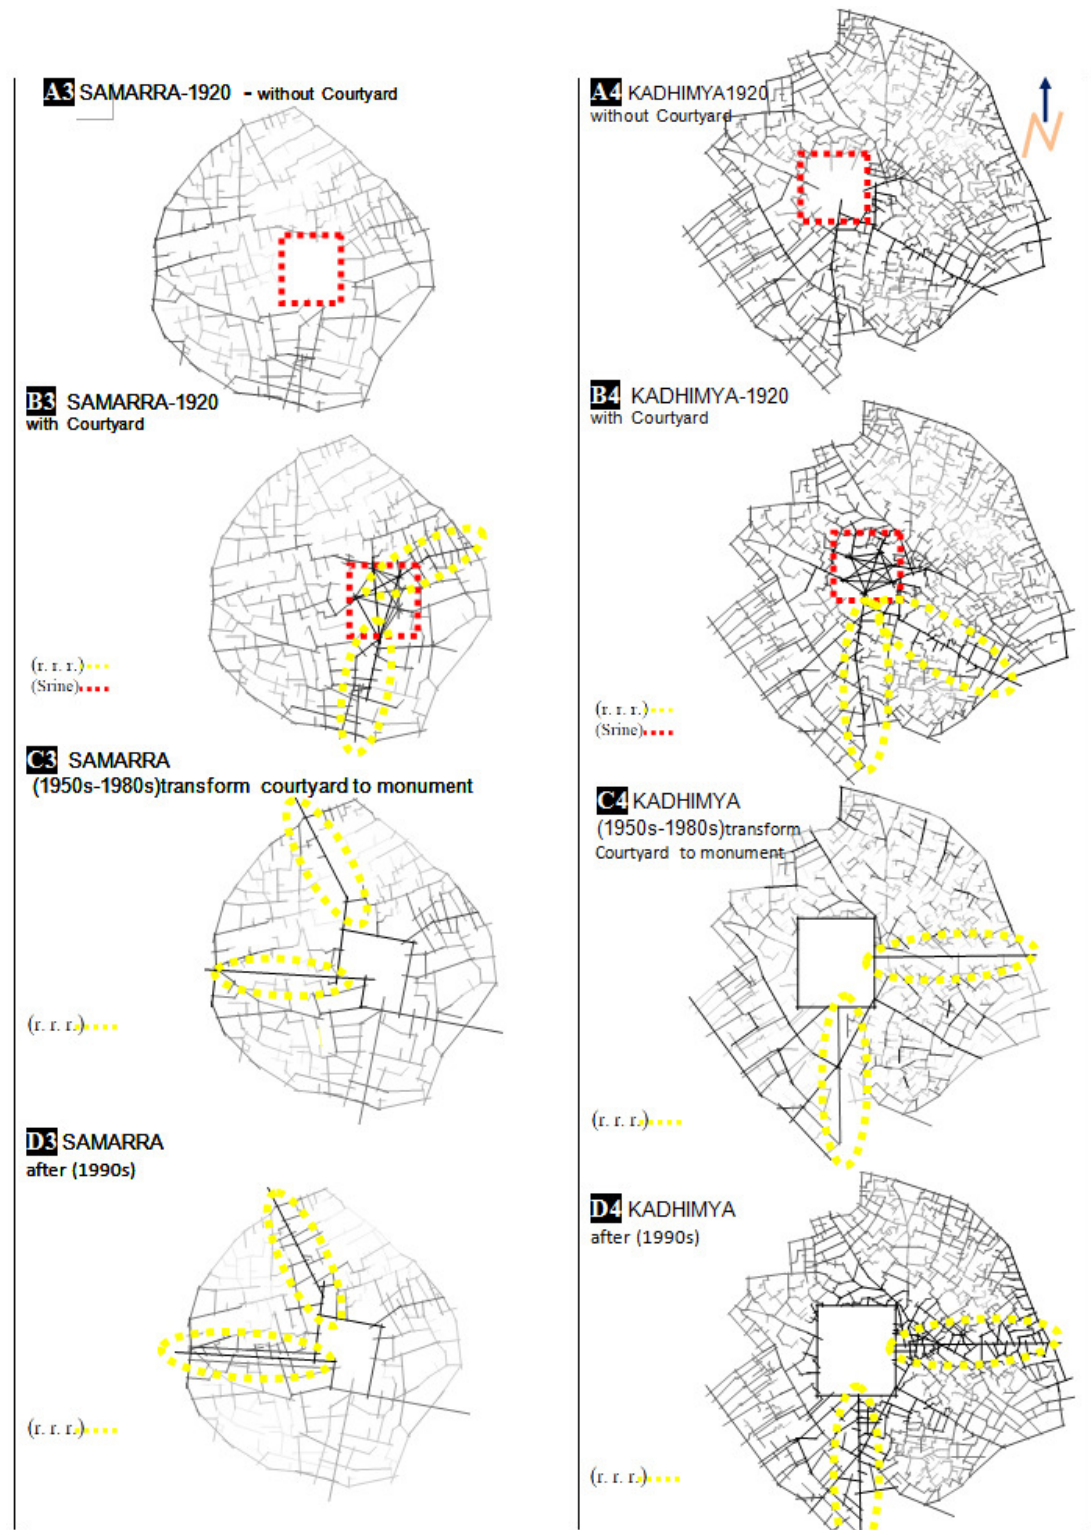 A3 SAMARRA-1920 - without Courtyard
B3 SAMARRA-1920
with Courtyard
(r. r. r.)
(Srine)
C3 SAMARRA
(1950s-1980s)transform courtyard to monument
(r. r. r.)
D3 SAMARRA
after (1990s)
(r. r. r.)
A4 KADHIMYA1920
without Courtyard
N
B4 KADHIMYA-1920
with Courtyard
(r. r. r.)
(Srine)
C4 KADHIMYA
(1950s-1980s)transform
Courtyard to monument
(r. r. r.)
D4 KADHIMYA
after (1990s)
(r. r. r.)